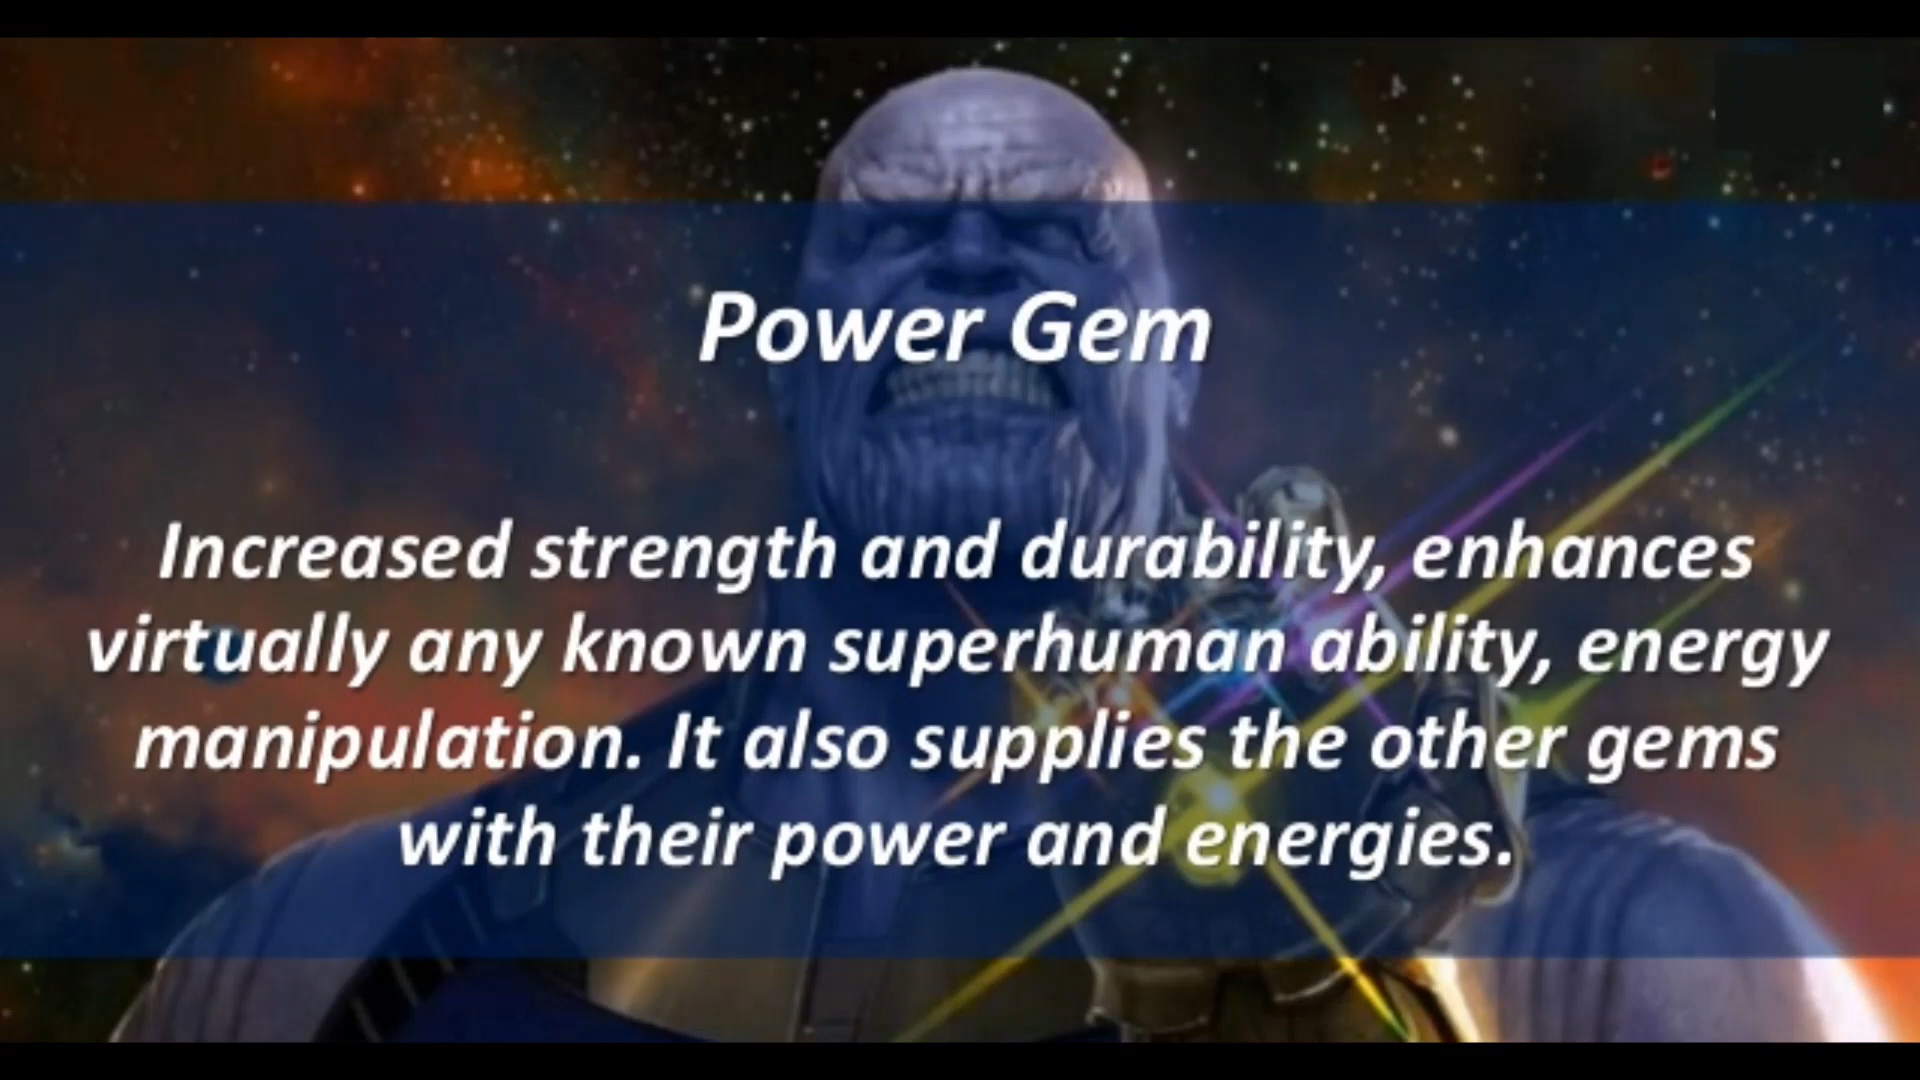 Power Gem
Increased strength and durability, enhances
virtually any known superhuman ability, energy
manipulation. It also supplies the other gems
with their power and energies.